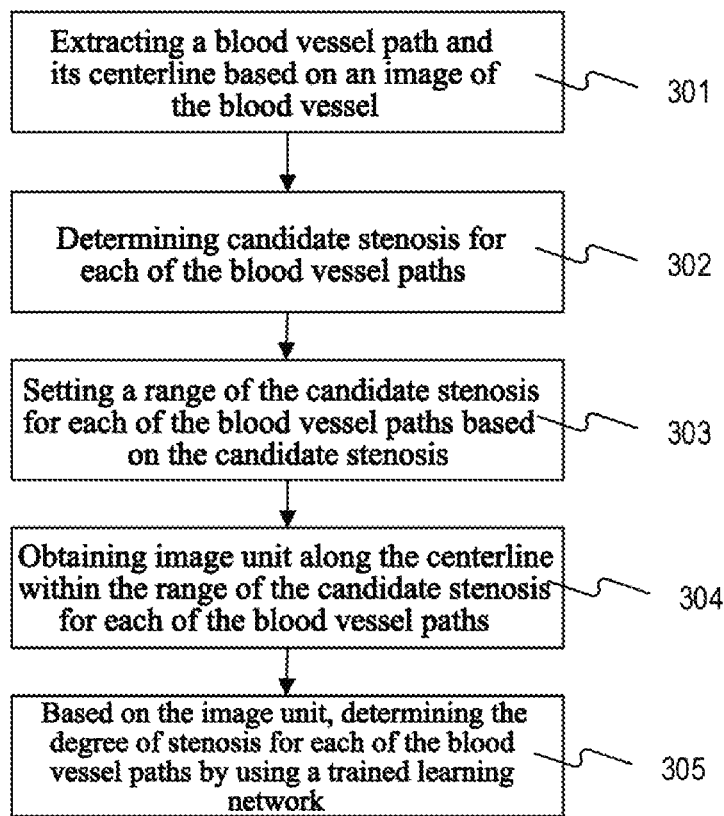 Extracting a blood vessel path and
its centerline based on an image of
the blood vessel
301
Determining candidate stenosis for
each of the blood vessel paths
302
Setting a range of the candidate stenosis
for each of the blood vessel paths based
on the candidate stenosis
303
Obtaining image unit along the centerline
within the range of the candidate stenosis
for each of the blood vessel paths
304
Based on the image unit, determining the
degree of stenosis for each of the blood
vessel paths by using a trained learning
network
305